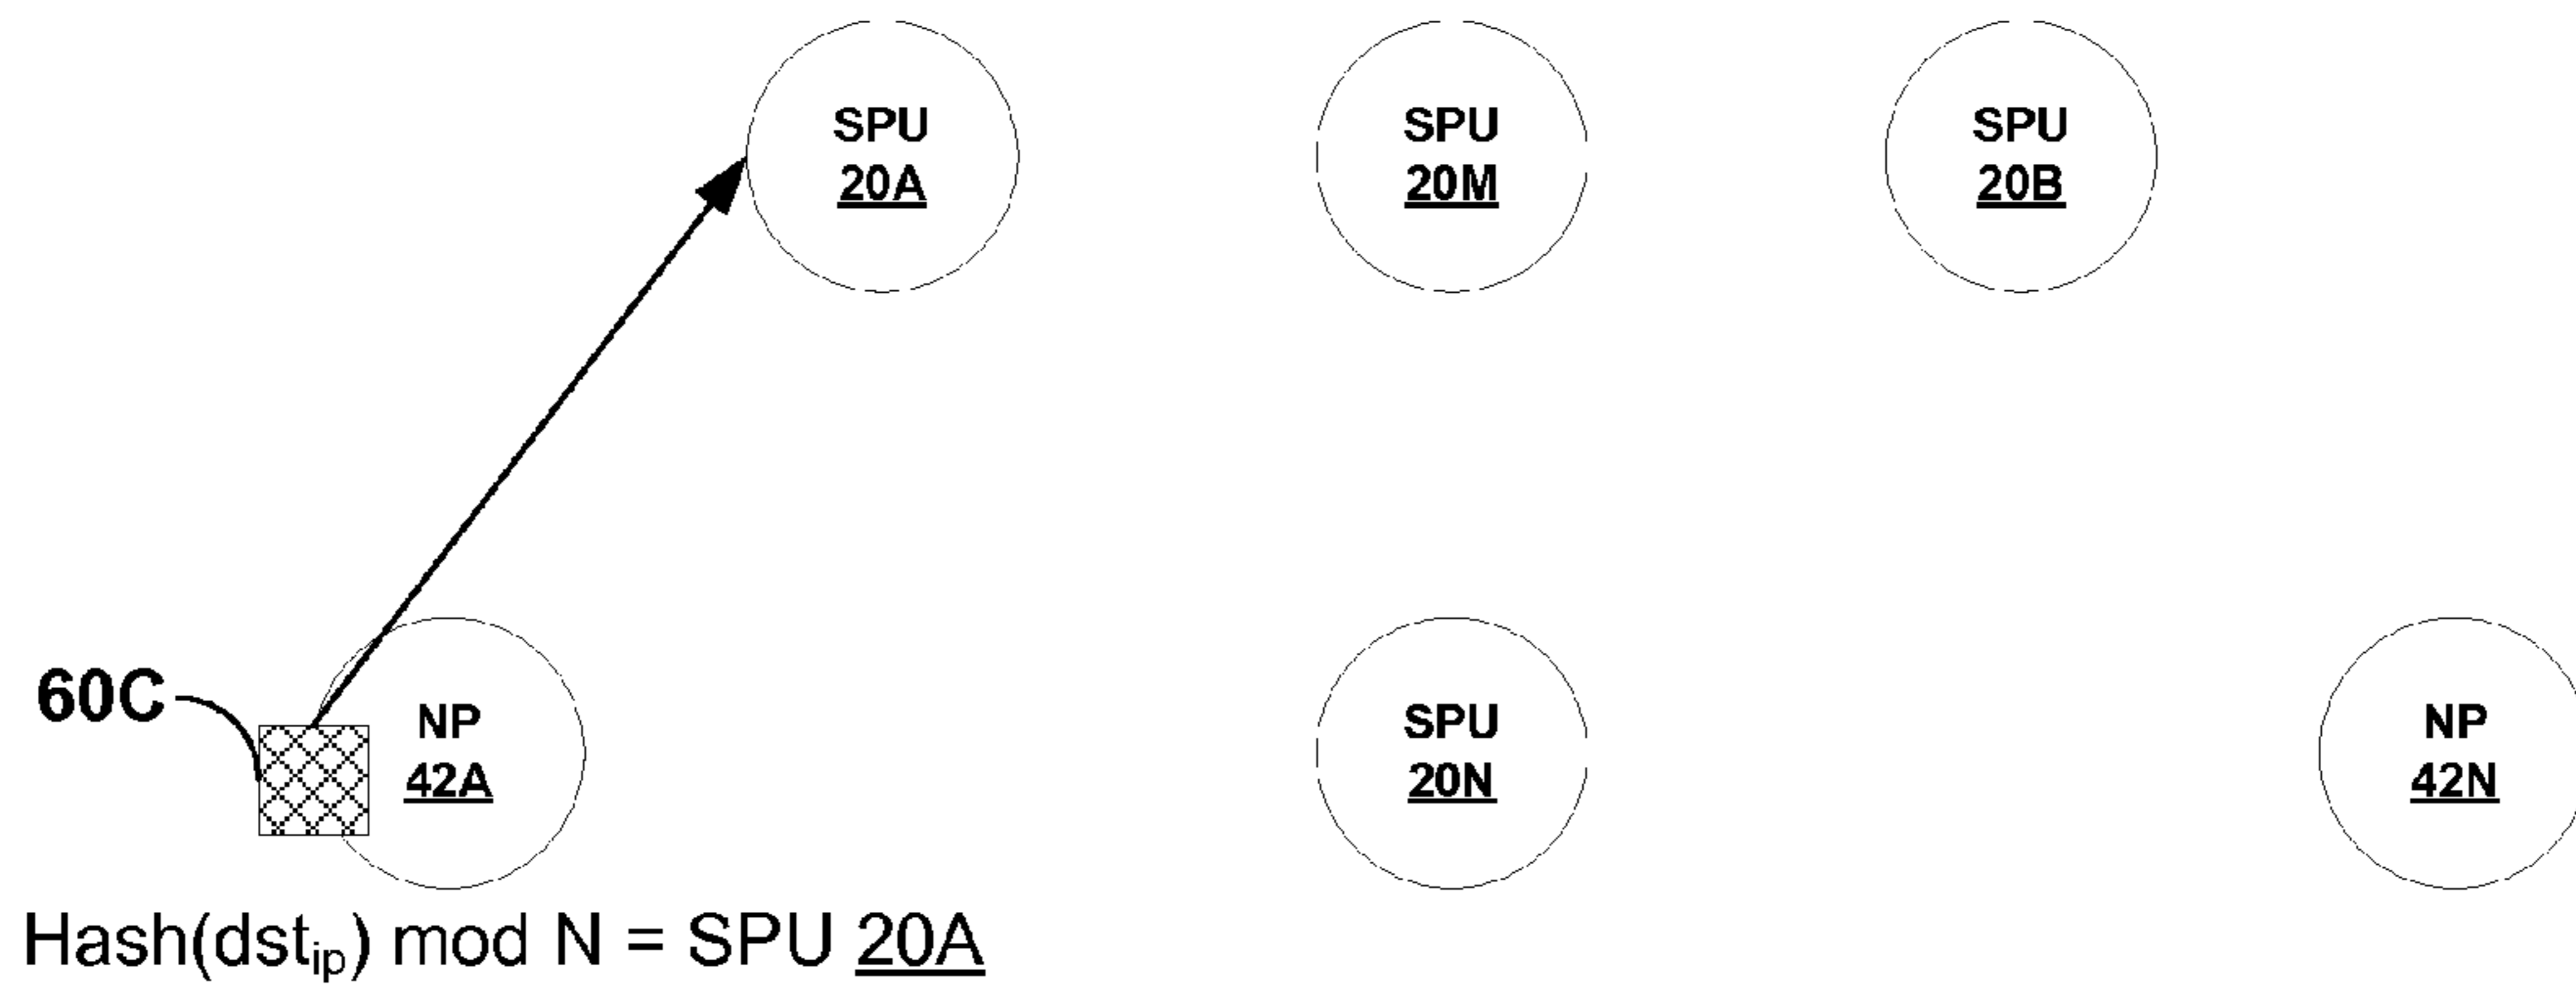 SPU
20A
SPU
20M
SPU
20B
60C
NP
42A
SPU
20N
NP
42N
Hash(dstip) mod N = SPU 20A